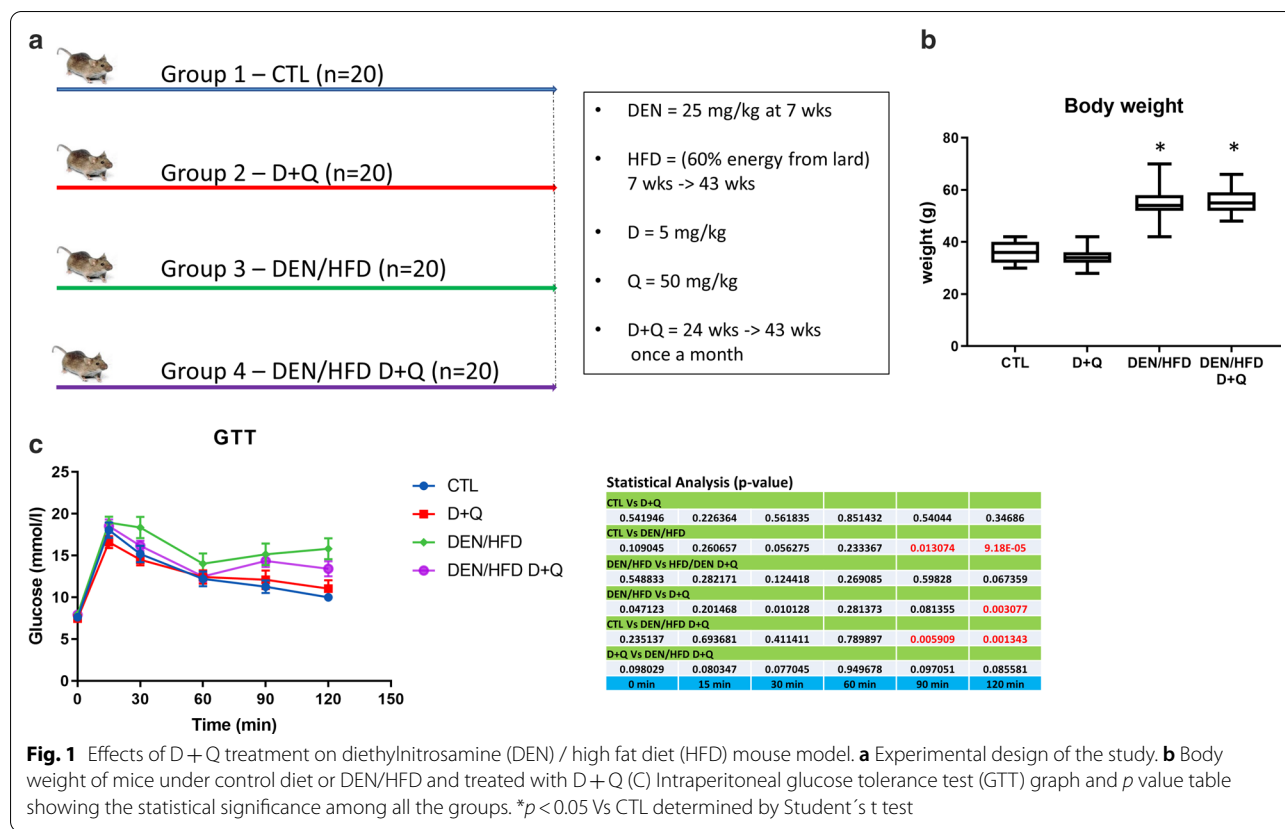 a
Group 1 – CTL (n=20)
Group 2 – D+Q (n=20)
Group 3 – DEN/HFD (n=20)
Group 4 – DEN/HFD D+Q (n=20)
• DEN = 25 mg/kg at 7 wks
• HFD = (60% energy from lard)
7 wks -> 43 wks
• D = 5 mg/kg
• Q = 50 mg/kg
• D+Q = 24 wks -> 43 wks
once a month
b
Body weight
weight (g)
80
60
40
20
0
* *
CTL D+Q DEN/HFD DEN/HFD
D+Q
c
GTT
Glucose (mmol/l)
25
20
15
10
5
0
0 30 60 90 120 150
Time (min)
CTL
D+Q
DEN/HFD
DEN/HFD D+Q
Statistical Analysis (p-value)
CTL Vs D+Q
0.541946 0.226364 0.561835 0.851432 0.54044 0.34686
CTL Vs DEN/HFD
0.109045 0.260657 0.056275 0.233367 0.013074 9.18E-05
DEN/HFD Vs HFD/DEN D+Q
0.548833 0.282171 0.124418 0.269085 0.59828 0.067359
DEN/HFD Vs D+Q
0.047123 0.201468 0.010128 0.281373 0.081355 0.003077
CTL Vs DEN/HFD D+Q
0.235137 0.693681 0.411411 0.789897 0.005909 0.001343
D+Q Vs DEN/HFD D+Q
0.098029 0.080347 0.077045 0.949678 0.097051 0.085581
0 min 15 min 30 min 60 min 90 min 120 min
Fig. 1 Effects of D + Q treatment on diethylnitrosamine (DEN) / high fat diet (HFD) mouse model. a Experimental design of the study. b Body
weight of mice under control diet or DEN/HFD and treated with D + Q (C) Intraperitoneal glucose tolerance test (GTT) graph and p value table
showing the statistical significance among all the groups. *p < 0.05 Vs CTL determined by Student´s t test